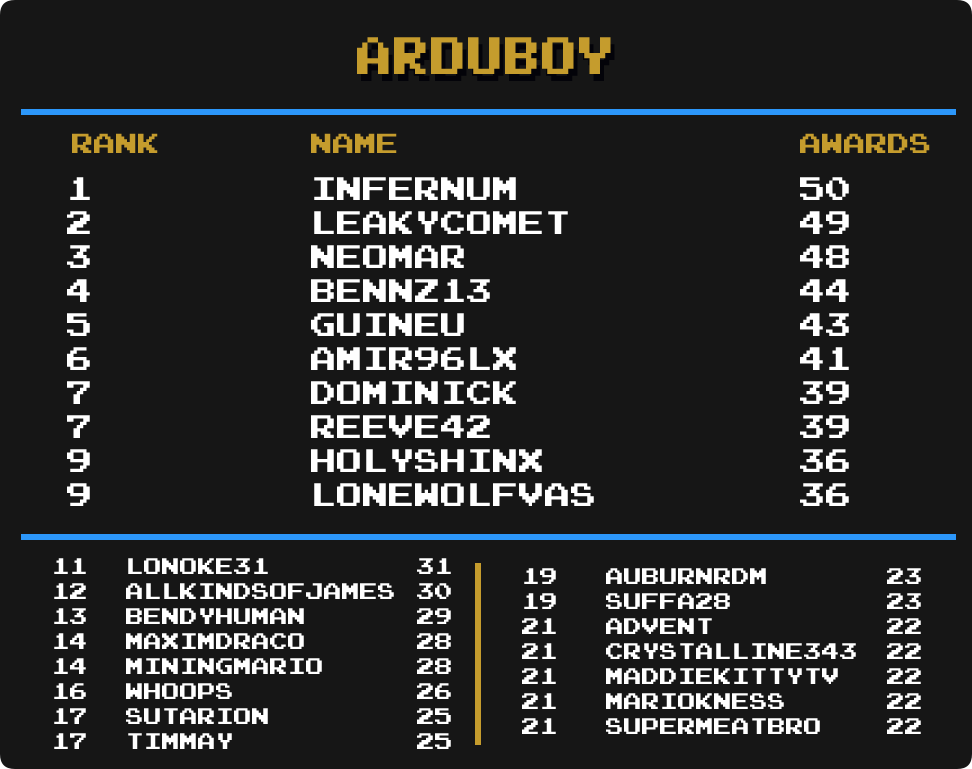 ARDUBOY
RANK NAME AWARDS
1 INFERNUM 50
2 LEAKYCOMET 49
3 NEOMAR 48
4 BENNZ13 44
5 GUINEU 43
6 AMIR96LX 41
7 DOMINICK 39
7 REEVE42 39
9 HOLYSHINX 36
9 LONEWOLFVAS 36
11 LONOKE31 31
12 ALLKINDSOFJAMES 30
13 BENDYHUMAN 29
14 MAXIMDRACO 28
14 MININGMARIO 28
16 WHOOPS 26
17 SUTARION 25
17 TIMMAY 25
19 AUBURNRDM 23
19 SUFFA28 23
21 ADVENT 22
21 CRYSTALLINE343 22
21 MADDIEKITTYTV 22
21 MARIOKNESS 22
21 SUPERMEATBRO 22